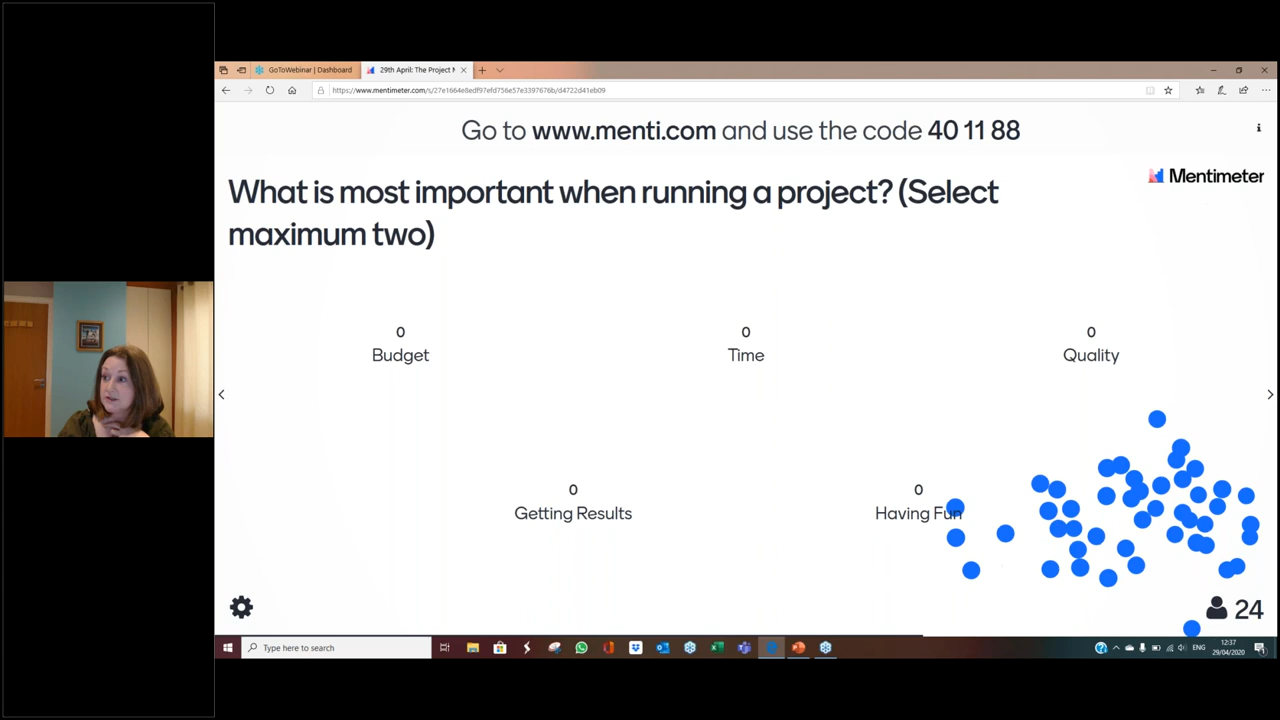 GoToWebinar | Dashboard
29th April: The Project M
https://www.mentimeter.com/s/27e1664e8edf97efd756e57e3397676b/d4722d41eb09
Go to www.menti.com and use the code 40 11 88
Mentimeter
What is most important when running a project? (Select
maximum two)
0
Budget
0
Time
0
Quality
0
Getting Results
0
Having Fun
24
Type here to search
ENG
12:37
29/04/2020